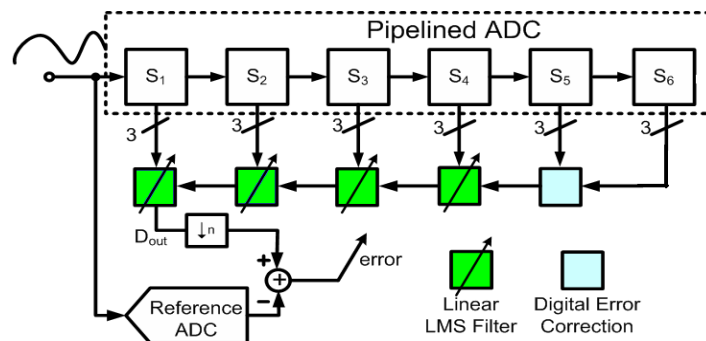 Pipelined ADC
S1 S2 S3 S4 S5 S6
3 3 3 3 3 3
Dout ↓n
+
+
−
error
Reference
ADC
Linear
LMS Filter
Digital Error
Correction